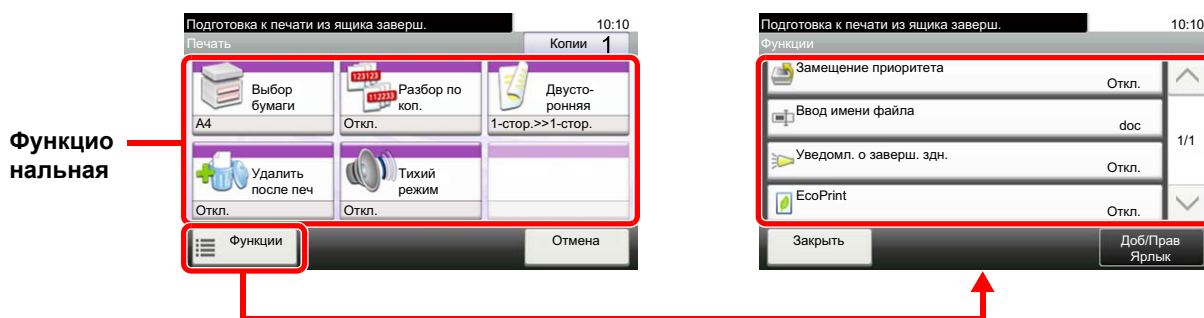 Подготовка к печати из ящика заверш.
10:10
Печать
Копии 1
Выбор
бумаги
A4
123123
112233
Разбор по
коп.
Откл.
Двусто-
ронняя
1-стор.>>1-стор.
Функцио
нальная
Удалить
после печ
Откл.
Тихий
режим
Откл.
Функции
Отмена
Подготовка к печати из ящика заверш.
10:10
Функции
Замещение приоритета
Откл.
Ввод имени файла
doc
1/1
Уведомл. о заверш. здн.
Откл.
EcoPrint
Откл.
Закрыть
Доб/Прав
Ярлык